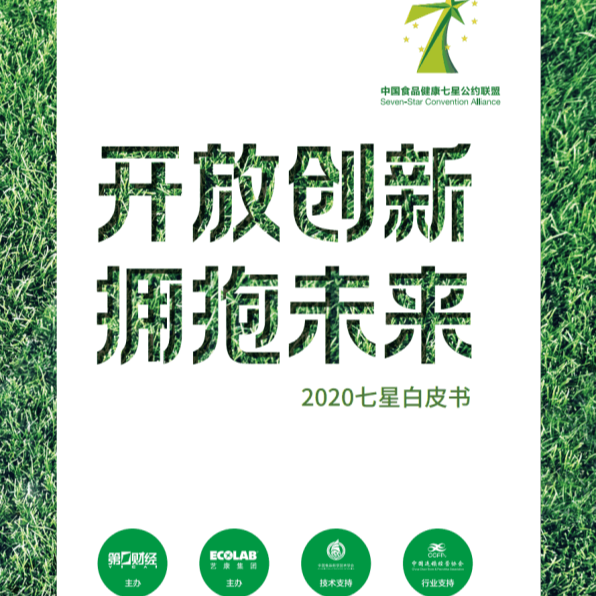 中国食品健康七星公约联盟
Seven-Star Convention Alliance
开放创新
拥抱未来
2020七星白皮书
第一财经
主办
ECOLAB
艺康集团
主办
技术支持
CCFA
中国连锁经营协会
行业支持